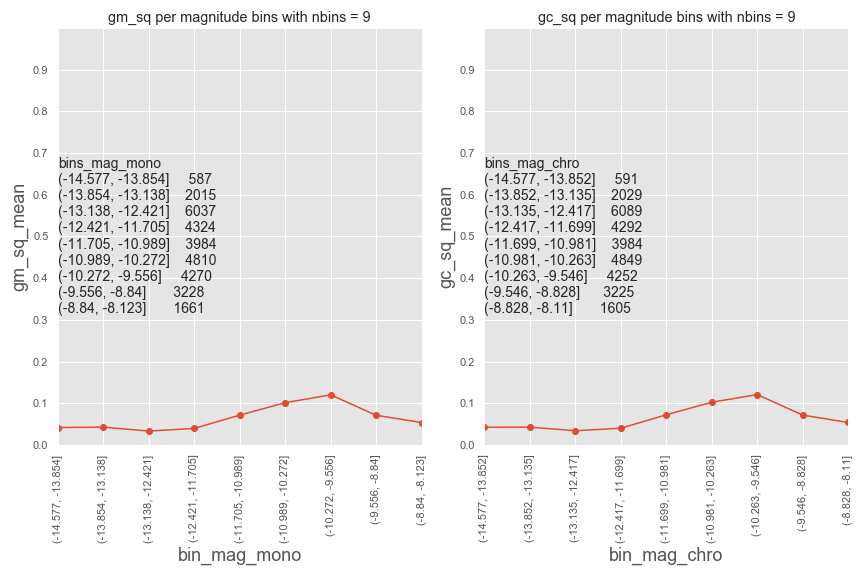 gm_sq per magnitude bins with nbins = 9
0.9
0.8
0.7
0.6
0.5
0.4
0.3
0.2
0.1
0.0
gm_sq_mean
bins_mag_mono
(-14.577, -13.854] 587
(-13.854, -13.138] 2015
(-13.138, -12.421] 6037
(-12.421, -11.705] 4324
(-11.705, -10.989] 3984
(-10.989, -10.272] 4810
(-10.272, -9.556] 4270
(-9.556, -8.84] 3228
(-8.84, -8.123] 1661
(-14.577, -13.854]
(-13.854, -13.138]
(-13.138, -12.421]
(-12.421, -11.705]
(-11.705, -10.989]
(-10.989, -10.272]
(-10.272, -9.556]
(-9.556, -8.84]
(-8.84, -8.123]
bin_mag_mono
gc_sq per magnitude bins with nbins = 9
0.9
0.8
0.7
0.6
0.5
0.4
0.3
0.2
0.1
0.0
gc_sq_mean
bins_mag_chro
(-14.577, -13.852] 591
(-13.852, -13.135] 2029
(-13.135, -12.417] 6089
(-12.417, -11.699] 4292
(-11.699, -10.981] 3984
(-10.981, -10.263] 4849
(-10.263, -9.546] 4252
(-9.546, -8.828] 3225
(-8.828, -8.11] 1605
(-14.577, -13.852]
(-13.852, -13.135]
(-13.135, -12.417]
(-12.417, -11.699]
(-11.699, -10.981]
(-10.981, -10.263]
(-10.263, -9.546]
(-9.546, -8.828]
(-8.828, -8.11]
bin_mag_chro